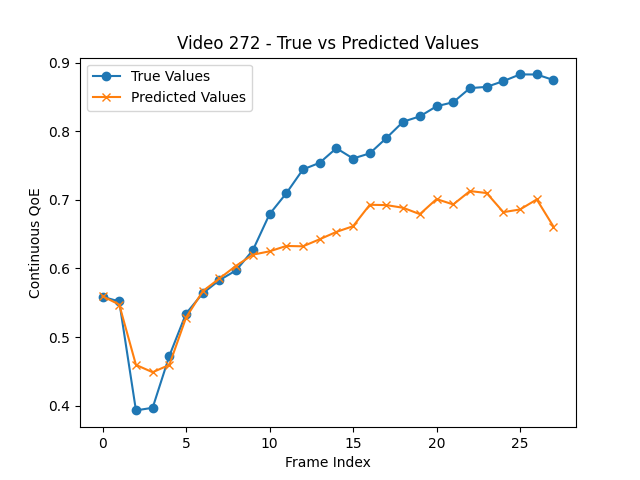 Video 272 - True vs Predicted Values
True Values
Predicted Values
Continuous QoE
0.9
0.8
0.7
0.6
0.5
0.4
0 5 10 15 20 25
Frame Index